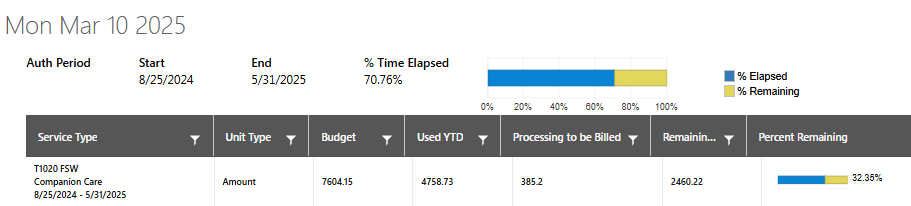 Mon Mar 10 2025
Auth Period Start End % Time Elapsed
8/25/2024 5/31/2025 70.76%
% Elapsed
% Remaining
0% 20% 40% 60% 80% 100%
Service Type Unit Type Budget Used YTD Processing to be Billed Remainin... Percent Remaining
T1020 FSW
Companion Care
8/25/2024 - 5/31/2025
Amount 7604.15 4758.73 385.2 2460.22 32.35%